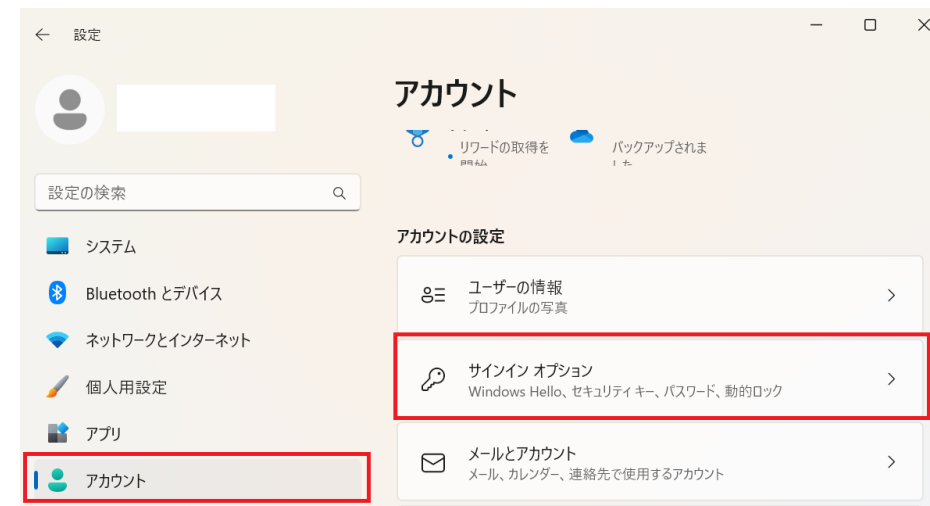 設定
設定の検索
システム
Bluetooth とデバイス
ネットワークとインターネット
個人用設定
アプリ
アカウント
アカウント
リワードの取得を
バックアップされま
アカウントの設定
ユーザーの情報
プロファイルの写真
サインイン オプション
Windows Hello、セキュリティ キー、パスワード、動的ロック
メールとアカウント
メール、カレンダー、連絡先で使用するアカウント